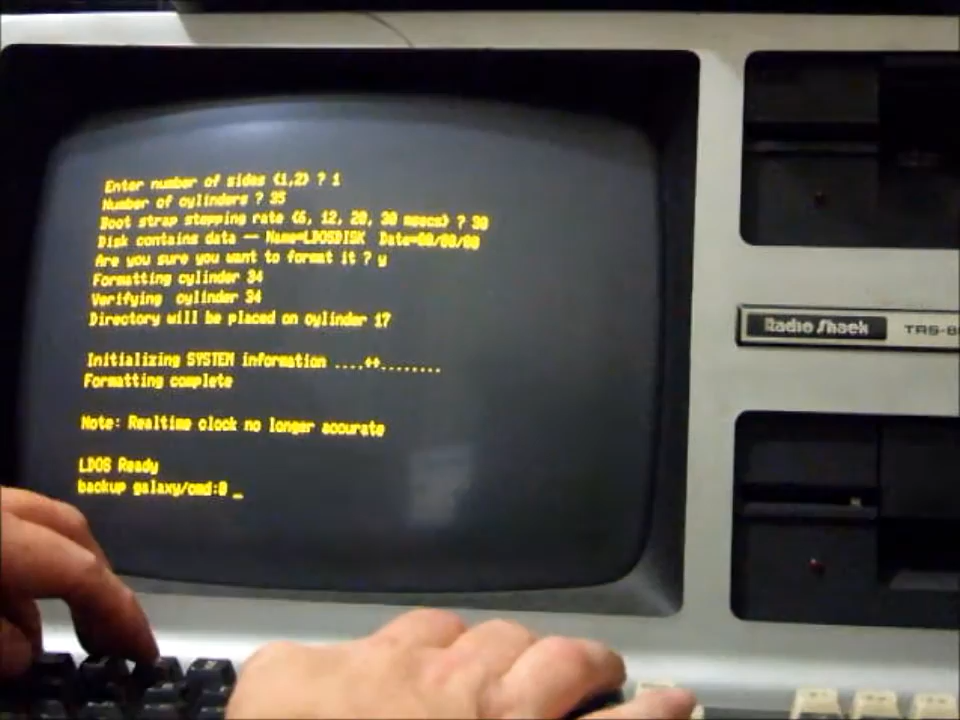 Enter number of sides <1,2> ? 1
Number of cylinders ? 35
Boot strap stepping rate <6, 12, 20, 30 msecs> ? 30
Disk contains data -- Name=LDOSDISK Date=00/00/00
Are you sure you want to format it ? y
Formatting cylinder 34
Verifying cylinder 34
Directory will be placed on cylinder 17
Initializing SYSTEM information ....++........
Formatting complete
Note: Realtime clock no longer accurate
LDOS Ready
backup galaxy/cmd:0 _
Radio Shack TRS-8